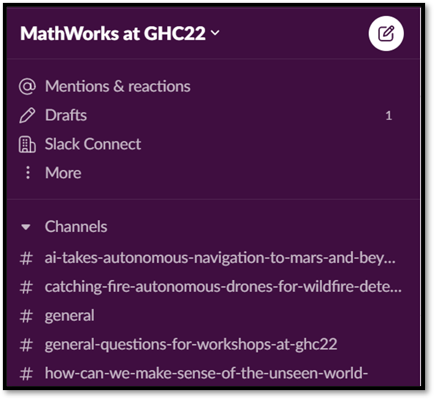 MathWorks at GHC22
Mentions & reactions
Drafts 1
Slack Connect
More
Channels
# ai-takes-autonomous-navigation-to-mars-and-bey...
# catching-fire-autonomous-drones-for-wildfire-dete...
# general
# general-questions-for-workshops-at-ghc22
# how-can-we-make-sense-of-the-unseen-world-